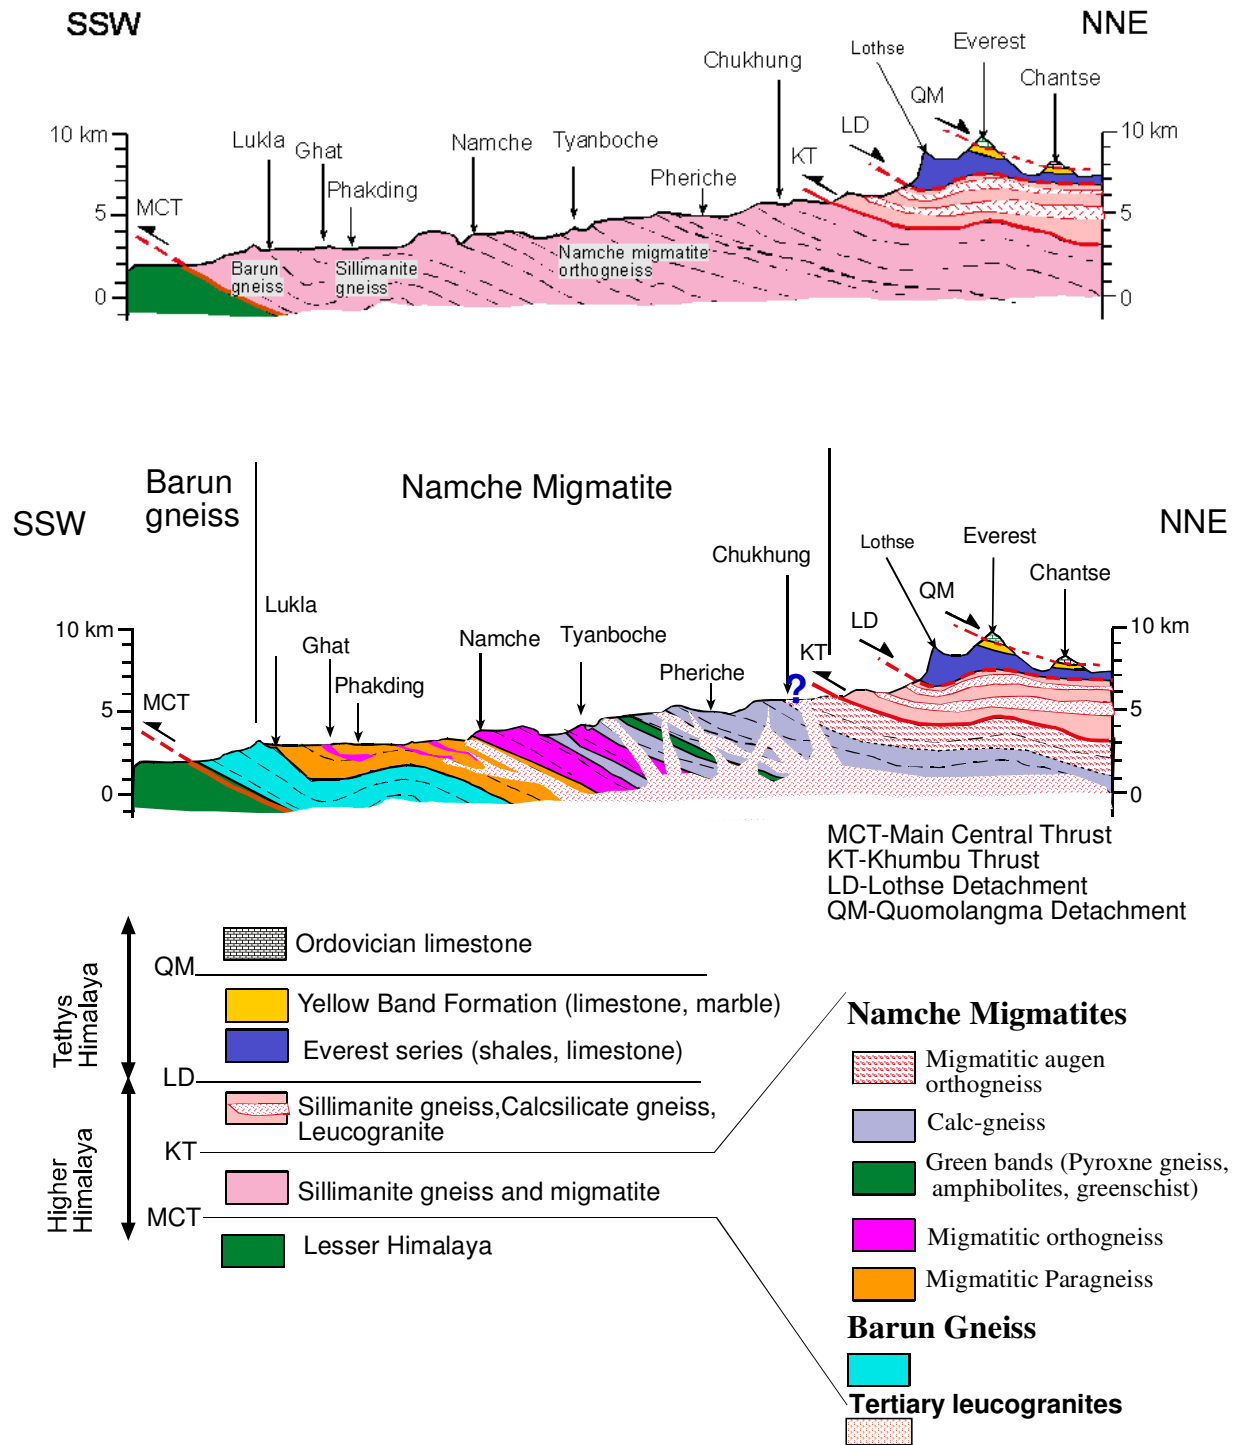 SSW
NNE
Lothse
Everest
Chukhung
Chantse
QM
10 km
10 km
Lukla
Ghat
Namche
Tyanboche
LD
KT
Phakding
Pheriche
MCT
5
5
Barun
gneiss
Sillimanite
gneiss
Namche migmatite
orthogneiss
0
0
Barun
gneiss
Namche Migmatite
SSW
NNE
Lothse
Everest
Chukhung
Chantse
QM
Lukla
LD
10 km
10 km
Ghat
Namche
Tyanboche
KT
Phakding
Pheriche
?
MCT
5
5
0
0
MCT-Main Central Thrust
KT-Khumbu Thrust
LD-Lothse Detachment
QM-Quomolangma Detachment
Tethys
Himalaya
Higher
Himalaya
Ordovician limestone
QM
Yellow Band Formation (limestone, marble)
Everest series (shales, limestone)
LD
Sillimanite gneiss,Calcsilicate gneiss,
Leucogranite
KT
Sillimanite gneiss and migmatite
MCT
Lesser Himalaya
Namche Migmatites
Migmatitic augen
orthogneiss
Calc-gneiss
Green bands (Pyroxne gneiss,
amphibolites, greenschist)
Migmatitic orthogneiss
Migmatitic Paragneiss
Barun Gneiss
Tertiary leucogranites